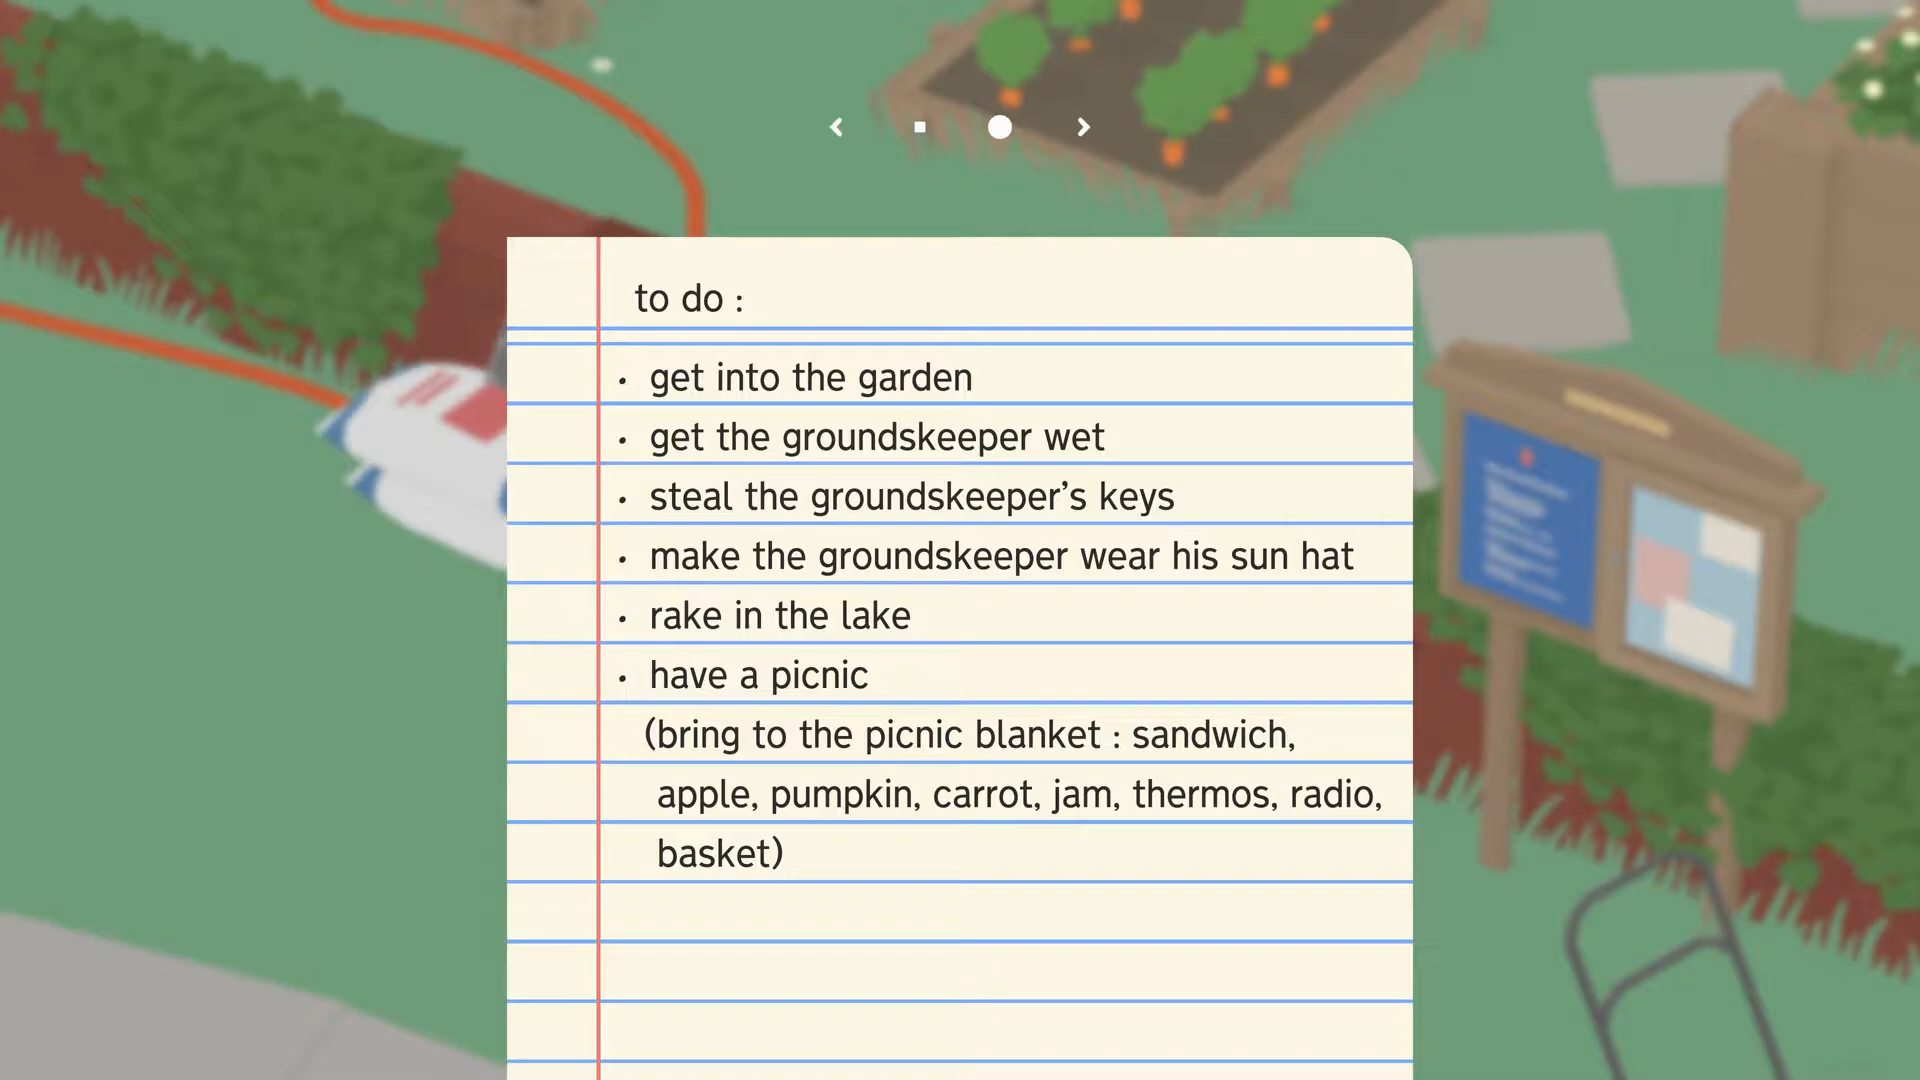 to do :
• get into the garden
• get the groundskeeper wet
• steal the groundskeeper’s keys
• make the groundskeeper wear his sun hat
• rake in the lake
• have a picnic
(bring to the picnic blanket : sandwich,
apple, pumpkin, carrot, jam, thermos, radio,
basket)